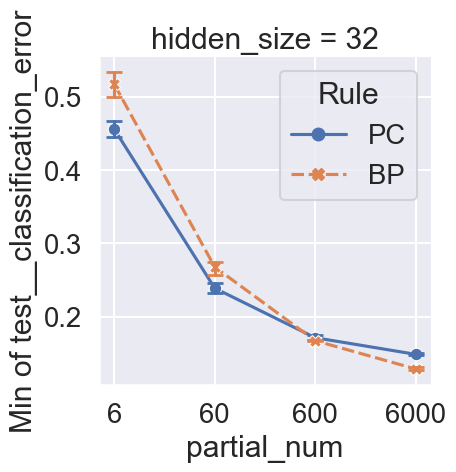 hidden_size = 32
Min of test__classification_error
0.5
0.4
0.3
0.2
Rule
PC
BP
6 60 600 6000
partial_num